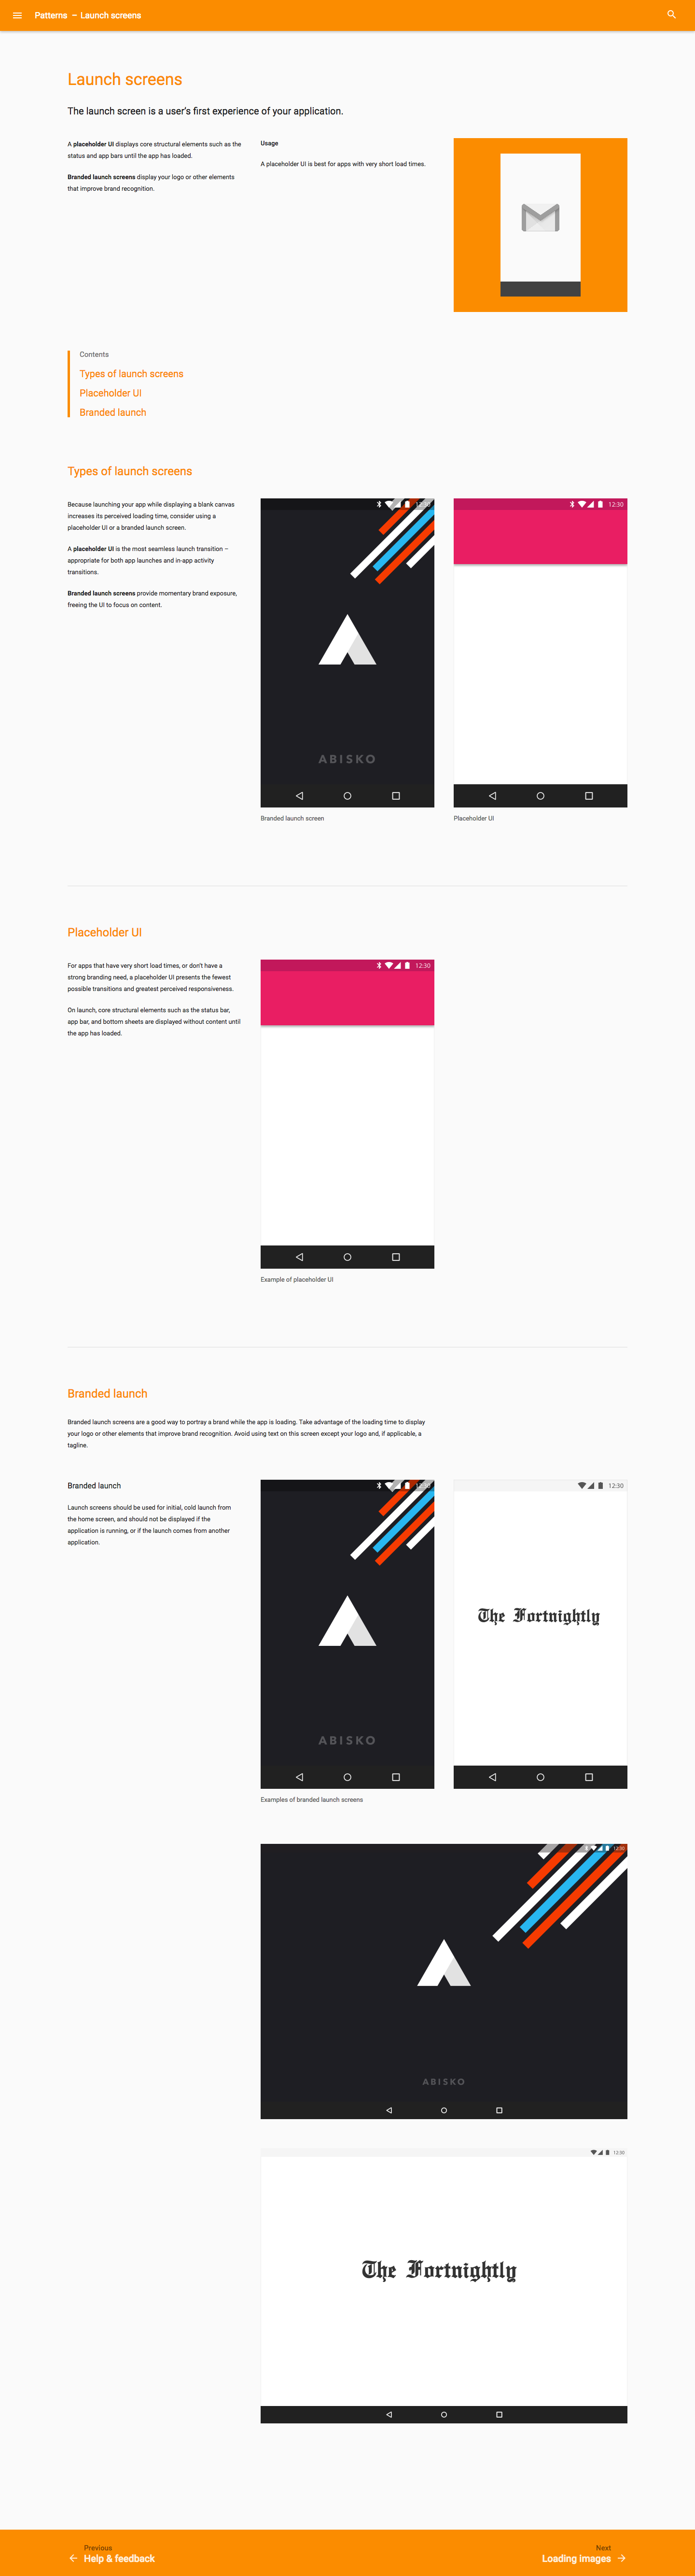 Patterns – Launch screens
Launch screens
The launch screen is a user's first experience of your application.
A placeholder UI displays core structural elements such as the
status and app bars until the app has loaded.
Branded launch screens display your logo or other elements
that improve brand recognition.
Usage
A placeholder UI is best for apps with very short load times.
Contents
Types of launch screens
Placeholder UI
Branded launch
Types of launch screens
Because launching your app while displaying a blank canvas
increases its perceived loading time, consider using a
placeholder UI or a branded launch screen.
A placeholder UI is the most seamless launch transition –
appropriate for both app launches and in-app activity
transitions.
Branded launch screens provide momentary brand exposure,
freeing the UI to focus on content.
12:30
ABISKO
Branded launch screen
12:30
Placeholder UI
Placeholder UI
For apps that have very short load times, or don't have a
strong branding need, a placeholder UI presents the fewest
possible transitions and greatest perceived responsiveness.
On launch, core structural elements such as the status bar,
app bar, and bottom sheets are displayed without content until
the app has loaded.
12:30
Example of placeholder UI
Branded launch
Branded launch screens are a good way to portray a brand while the app is loading. Take advantage of the loading time to display
your logo or other elements that improve brand recognition. Avoid using text on this screen except your logo and, if applicable, a
tagline.
Branded launch
Launch screens should be used for initial, cold launch from
the home screen, and should not be displayed if the
application is running, or if the launch comes from another
application.
12:30
ABISKO
12:30
The Fortnightly
Examples of branded launch screens
12:30
ABISKO
12:30
The Fortnightly
Previous
Help & feedback
Next
Loading images